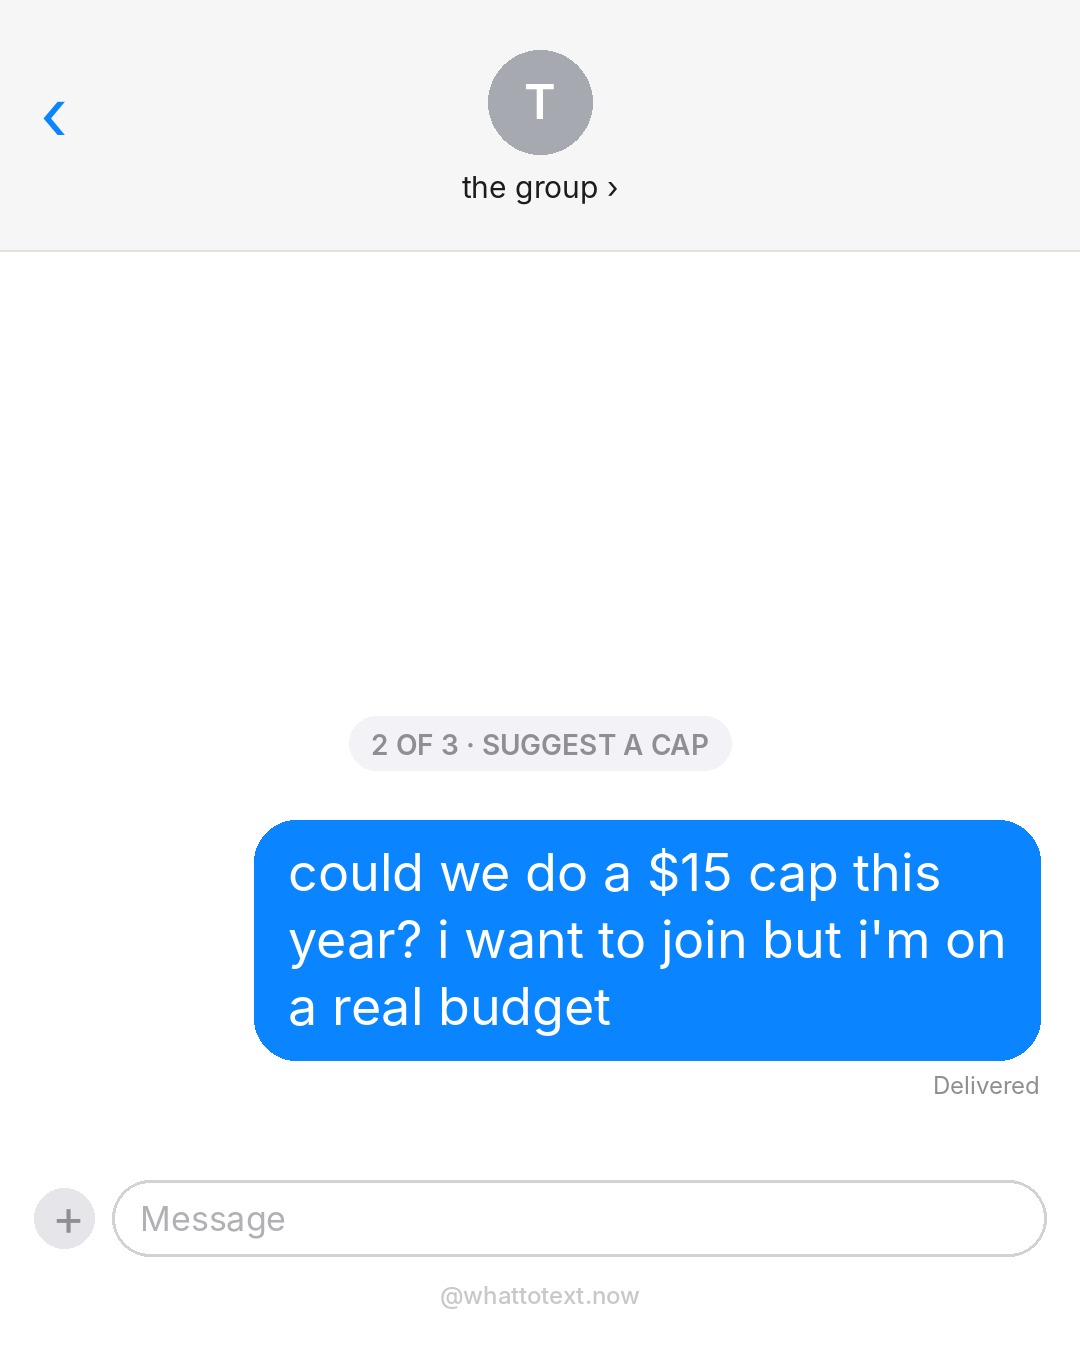 T
the group ›
2 OF 3 · SUGGEST A CAP
could we do a $15 cap this
year? i want to join but i'm on
a real budget
Delivered
Message
@whattotext.now